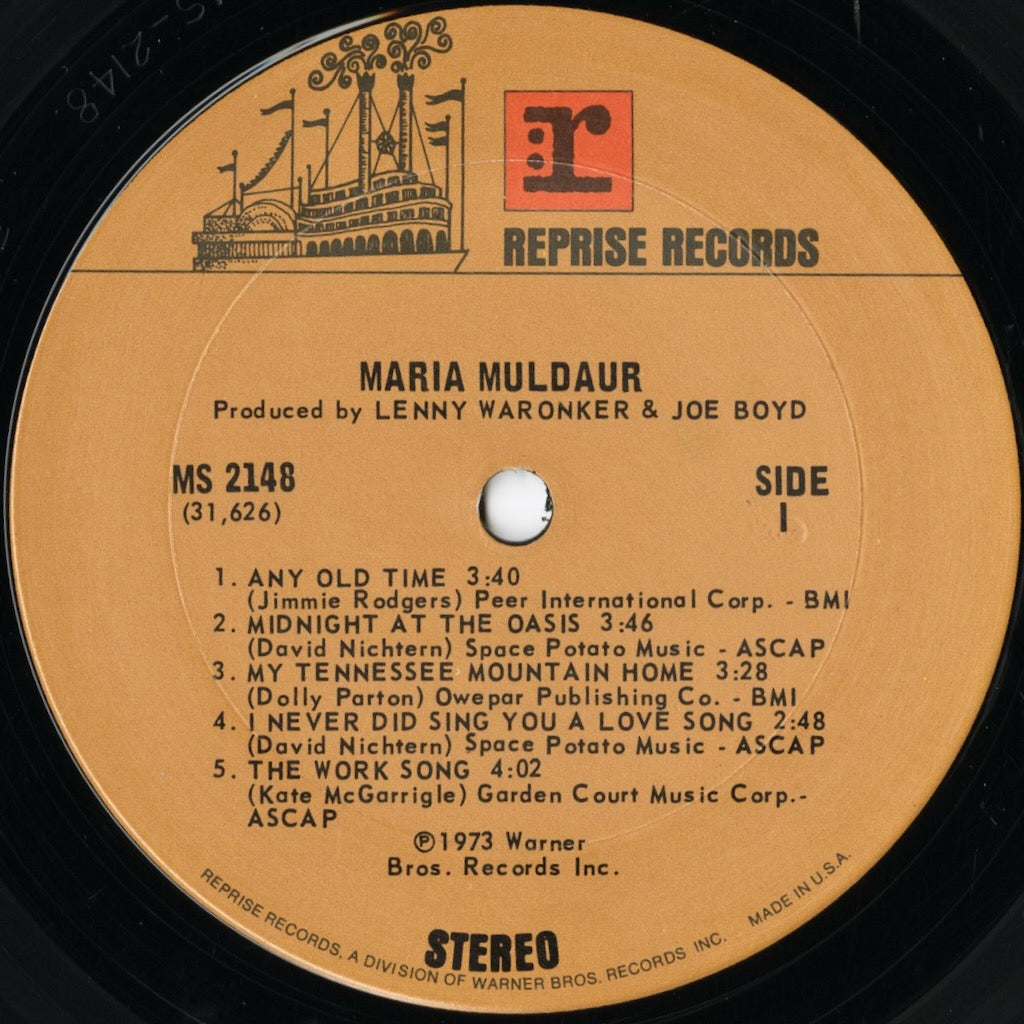 MS-2148
r:
REPRISE RECORDS
MARIA MULDAUR
Produced by LENNY WARONKER & JOE BOYD
MS 2148
(31,626)
SIDE
1
1. ANY OLD TIME 3:40
(Jimmie Rodgers) Peer International Corp. - BMI
2. MIDNIGHT AT THE OASIS 3:46
(David Nichtern) Space Potato Music - ASCAP
3. MY TENNESSEE MOUNTAIN HOME 3:28
(Dolly Parton) Owepar Publishing Co. - BMI
4. I NEVER DID SING YOU A LOVE SONG 2:48
(David Nichtern) Space Potato Music - ASCAP
5. THE WORK SONG 4:02
(Kate McGarrigle) Garden Court Music Corp.-
ASCAP
℗1973 Warner
Bros. Records Inc.
STEREO
REPRISE RECORDS, A DIVISION OF WARNER BROS. RECORDS INC. MADE IN U.S.A.